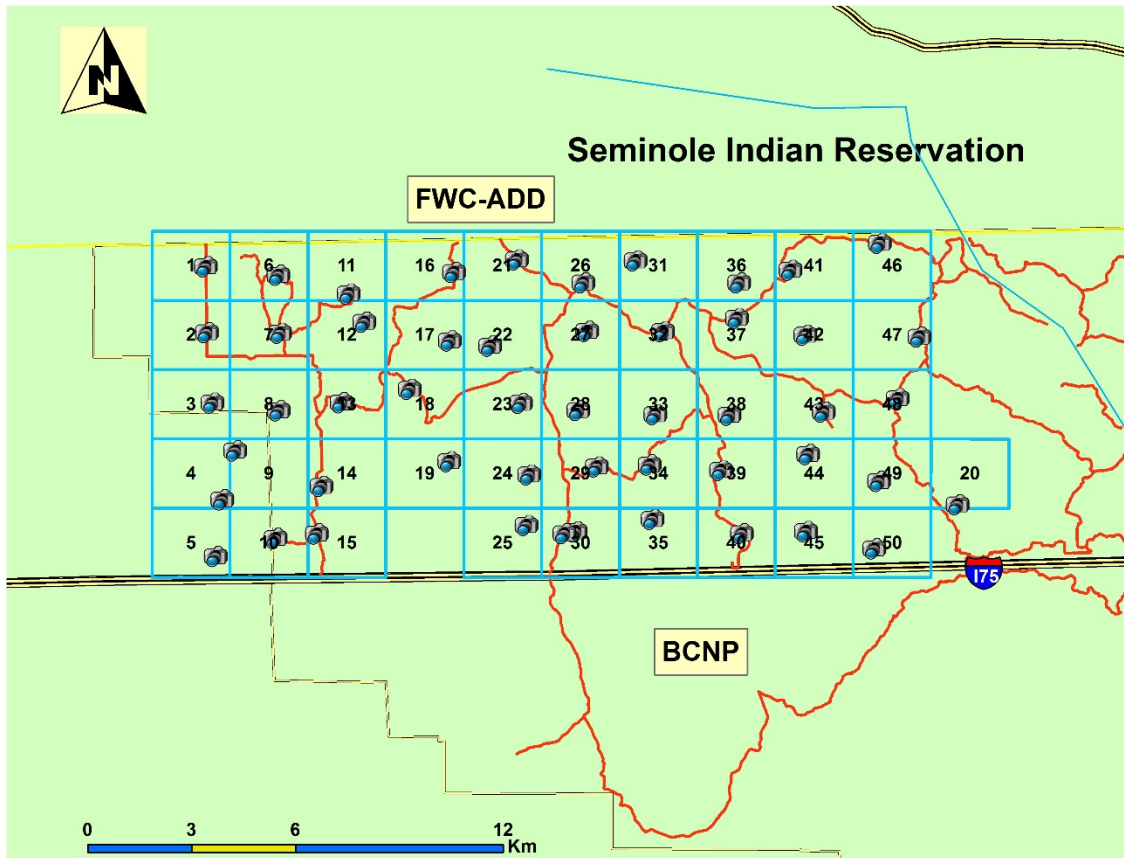 N
Seminole Indian Reservation
FWC-ADD
1 6 11 16 21 26 31 36 41 46
2 7 12 17 22 27 32 37 42 47
3 8 13 18 23 28 33 38 43 48
4 9 14 19 24 29 34 39 44 49 20
5 10 15 25 30 35 40 45 50
I75
BCNP
0 3 6 12
Km